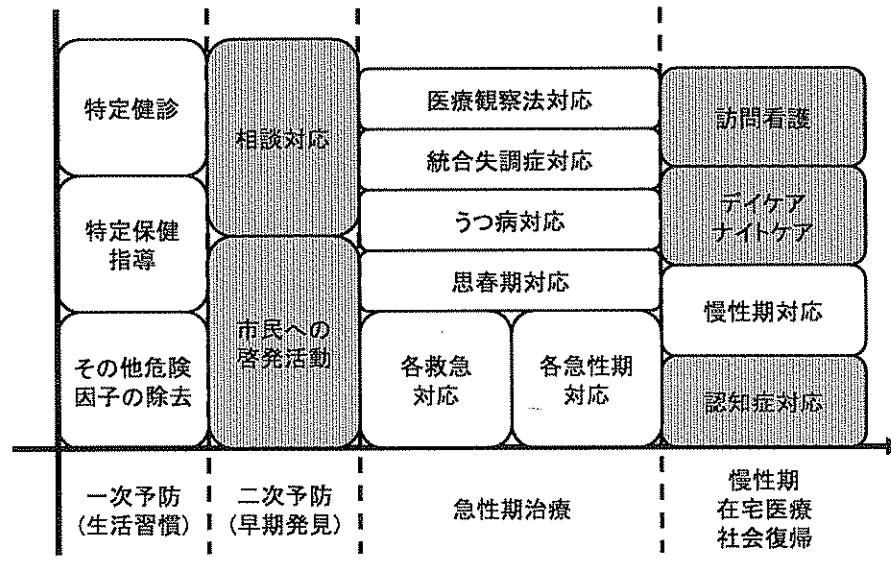 特定健診
特定保健
指導
その他危険
因子の除去
相談対応
市民への
啓発活動
医療観察法対応
統合失調症対応
うつ病対応
思春期対応
各救急
対応
各急性期
対応
訪問看護
デイケア
ナイトケア
慢性期対応
認知症対応
一次予防
(生活習慣)
二次予防
(早期発見)
急性期治療
慢性期
在宅医療
社会復帰